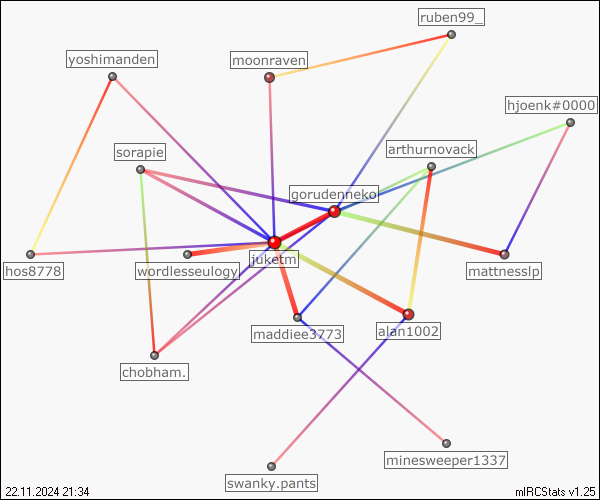 ruben99_
yoshimanden
moonraven
hjoenk#0000
sorapie
arthurnovack
gorudenneko
hos8778
wordlesseulogy
juketm
mattnesslp
maddiee3773
alan1002
chobham.
minesweeper1337
swanky.pants
22.11.2024 21:34
mIRCStats v1.25